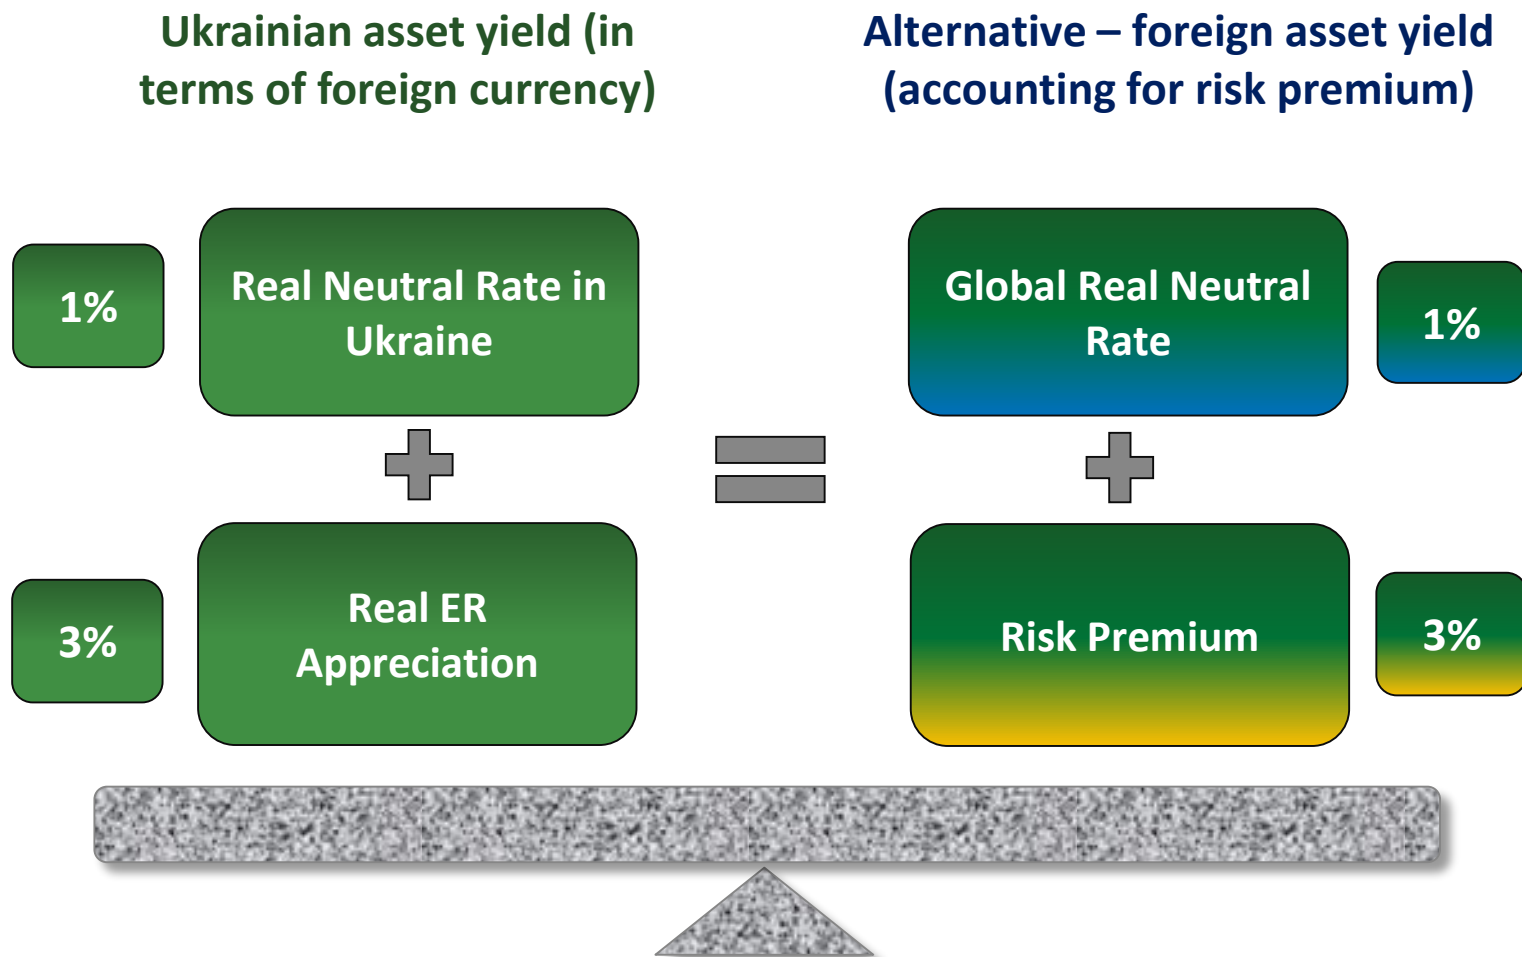 Ukrainian asset yield (in
terms of foreign currency)
Alternative – foreign asset yield
(accounting for risk premium)
1%
Real Neutral Rate in
Ukraine
Global Real Neutral
Rate
1%
3%
Real ER
Appreciation
Risk Premium
3%